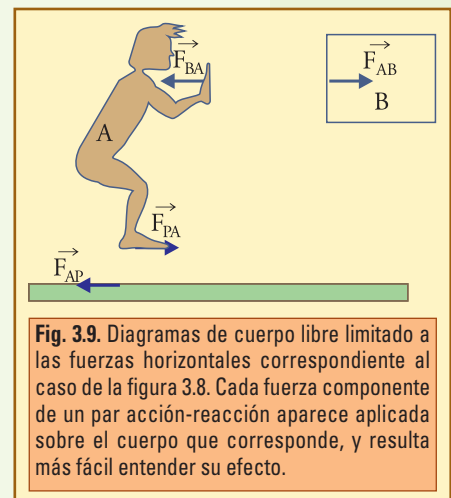 F_BA
F_AB
B
A
F_PA
F_AP
Fig. 3.9. Diagramas de cuerpo libre limitado a
las fuerzas horizontales correspondiente al
caso de la figura 3.8. Cada fuerza componente
de un par acción-reacción aparece aplicada
sobre el cuerpo que corresponde, y resulta
más fácil entender su efecto.